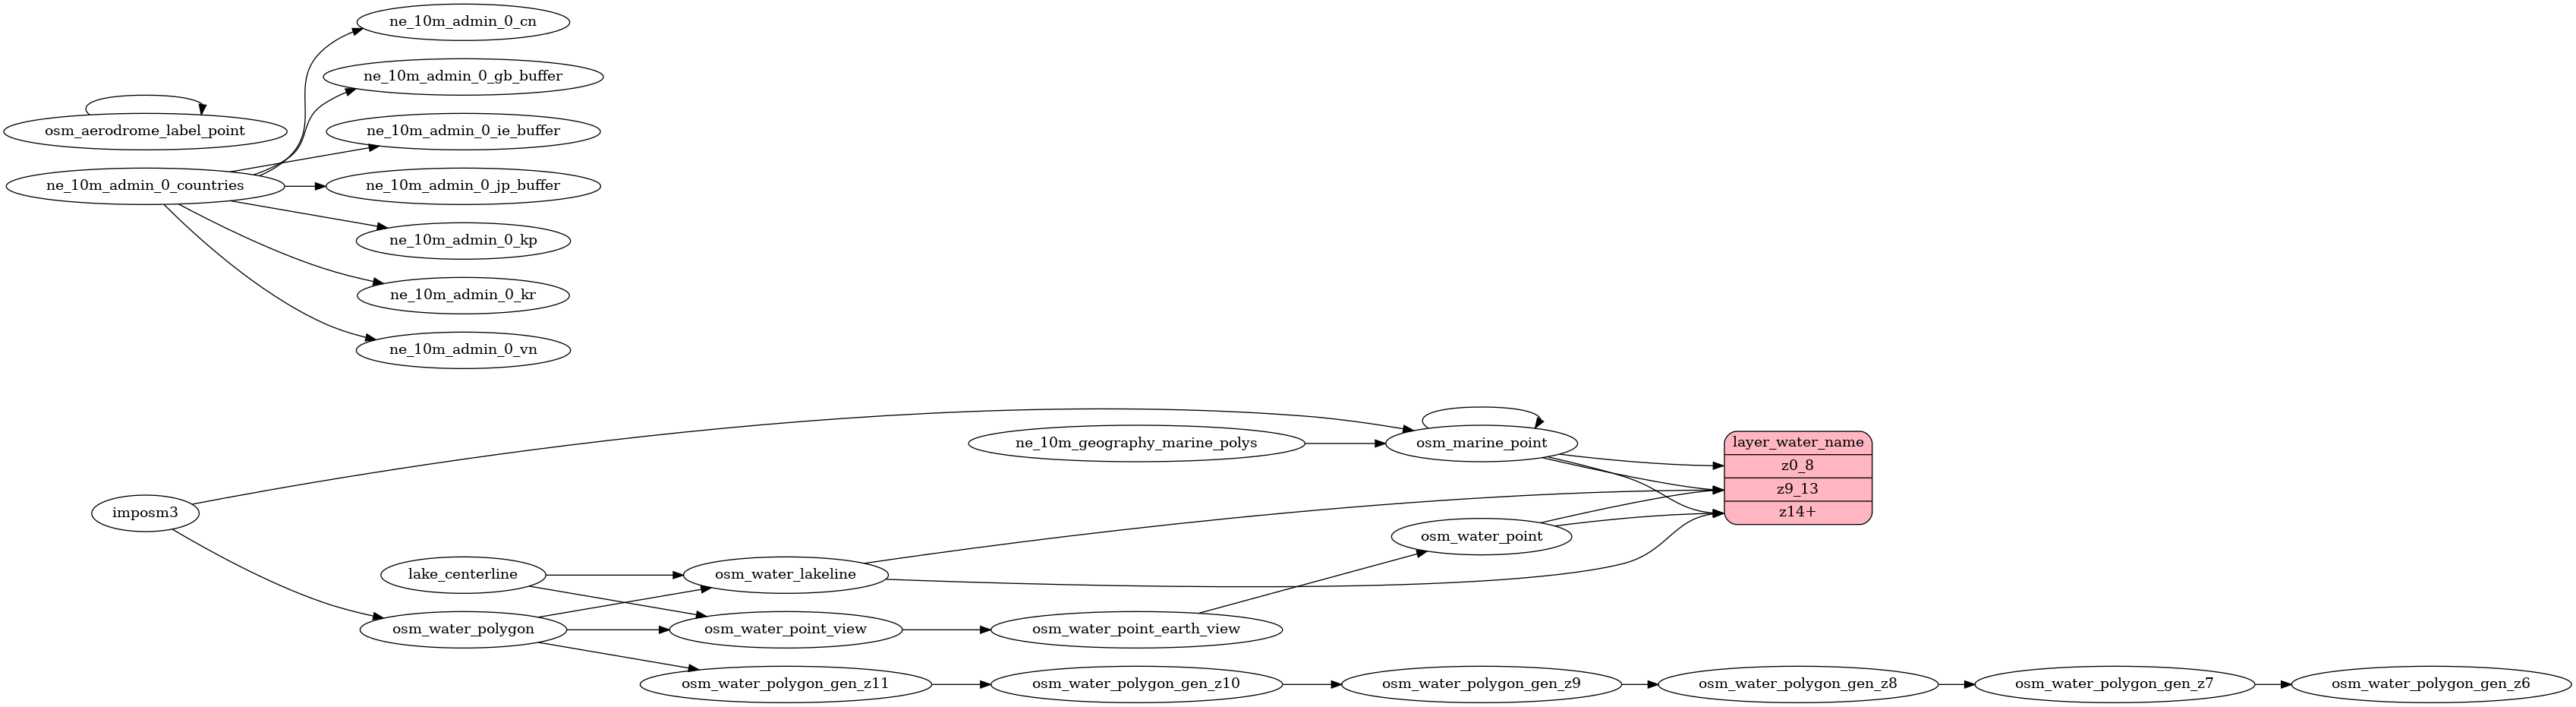 ne_10m_admin_0_cn
ne_10m_admin_0_gb_buffer
osm_aerodrome_label_point
ne_10m_admin_0_ie_buffer
ne_10m_admin_0_countries
ne_10m_admin_0_jp_buffer
ne_10m_admin_0_kp
ne_10m_admin_0_kr
ne_10m_admin_0_vn
ne_10m_geography_marine_polys
osm_marine_point
layer_water_name
z0_8
z9_13
z14+
imposm3
osm_water_point
lake_centerline
osm_water_lakeline
osm_water_polygon
osm_water_point_view
osm_water_point_earth_view
osm_water_polygon_gen_z11
osm_water_polygon_gen_z10
osm_water_polygon_gen_z9
osm_water_polygon_gen_z8
osm_water_polygon_gen_z7
osm_water_polygon_gen_z6